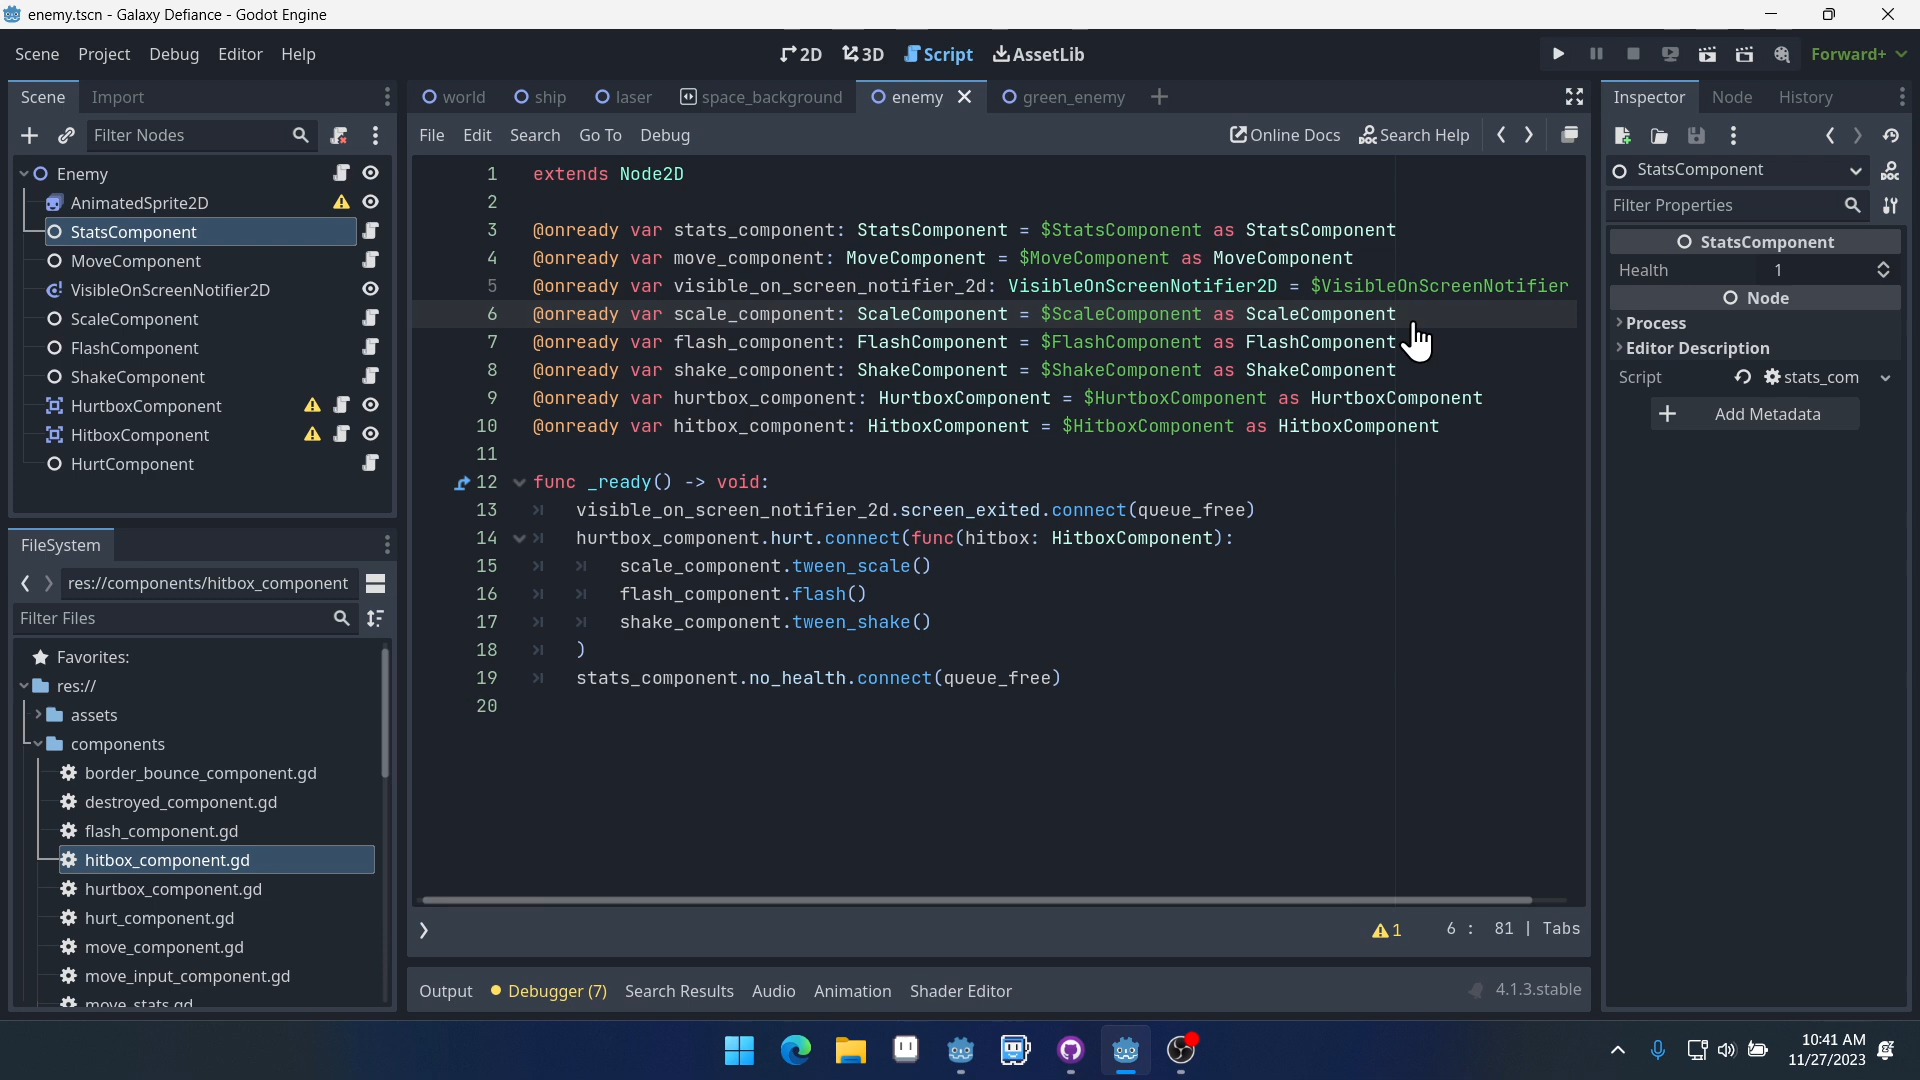 enemy.tscn - Galaxy Defiance - Godot Engine
Scene Project Debug Editor Help
2D 3D Script AssetLib
Forward+
Scene Import
world ship laser space_background enemy green_enemy
Inspector Node History
Filter Nodes
File Edit Search Go To Debug
Online Docs Search Help
Enemy
AnimatedSprite2D
StatsComponent
MoveComponent
VisibleOnScreenNotifier2D
ScaleComponent
FlashComponent
ShakeComponent
HurtboxComponent
HitboxComponent
HurtComponent
FileSystem
res://components/hitbox_component
Filter Files
Favorites:
res://
assets
components
border_bounce_component.gd
destroyed_component.gd
flash_component.gd
hitbox_component.gd
hurtbox_component.gd
hurt_component.gd
move_component.gd
move_input_component.gd
move_stats.gd
1 extends Node2D
2
3 @onready var stats_component: StatsComponent = $StatsComponent as StatsComponent
4 @onready var move_component: MoveComponent = $MoveComponent as MoveComponent
5 @onready var visible_on_screen_notifier_2d: VisibleOnScreenNotifier2D = $VisibleOnScreenNotifier
6 @onready var scale_component: ScaleComponent = $ScaleComponent as ScaleComponent
7 @onready var flash_component: FlashComponent = $FlashComponent as FlashComponent
8 @onready var shake_component: ShakeComponent = $ShakeComponent as ShakeComponent
9 @onready var hurtbox_component: HurtboxComponent = $HurtboxComponent as HurtboxComponent
10 @onready var hitbox_component: HitboxComponent = $HitboxComponent as HitboxComponent
11
12 func _ready() -> void:
13 visible_on_screen_notifier_2d.screen_exited.connect(queue_free)
14 hurtbox_component.hurt.connect(func(hitbox: HitboxComponent):
15 scale_component.tween_scale()
16 flash_component.flash()
17 shake_component.tween_shake()
18 )
19 stats_component.no_health.connect(queue_free)
20
1 6 : 81 | Tabs
Output Debugger (7) Search Results Audio Animation Shader Editor
4.1.3.stable
StatsComponent
Filter Properties
StatsComponent
Health 1
Node
Process
Editor Description
Script stats_com
Add Metadata
10:41 AM
11/27/2023